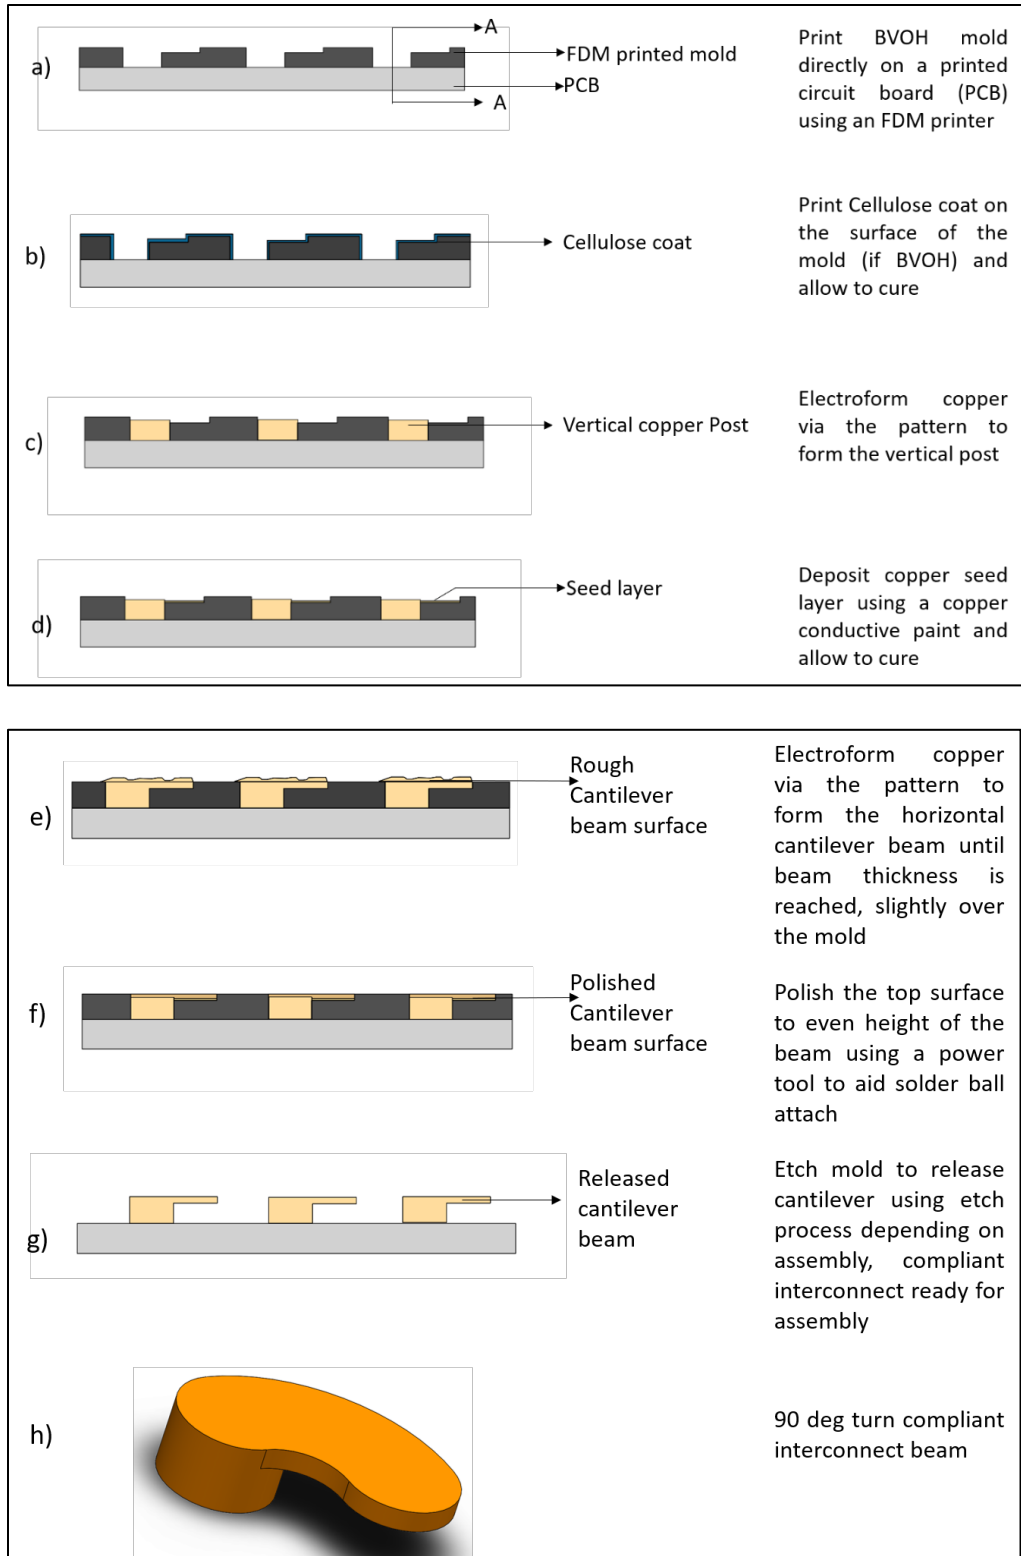 a)
A
FDM printed mold
PCB
A
Print BVOH mold
directly on a printed
circuit board (PCB)
using an FDM printer
b)
Cellulose coat
Print Cellulose coat on
the surface of the
mold (if BVOH) and
allow to cure
c)
Vertical copper Post
Electroform copper
via the pattern to
form the vertical post
d)
Seed layer
Deposit copper seed
layer using a copper
conductive paint and
allow to cure
e)
Rough
Cantilever
beam surface
Electroform copper
via the pattern to
form the horizontal
cantilever beam until
beam thickness is
reached, slightly over
the mold
f)
Polished
Cantilever
beam surface
Polish the top surface
to even height of the
beam using a power
tool to aid solder ball
attach
g)
Released
cantilever
beam
Etch mold to release
cantilever using etch
process depending on
assembly, compliant
interconnect ready for
assembly
h)
90 deg turn compliant
interconnect beam